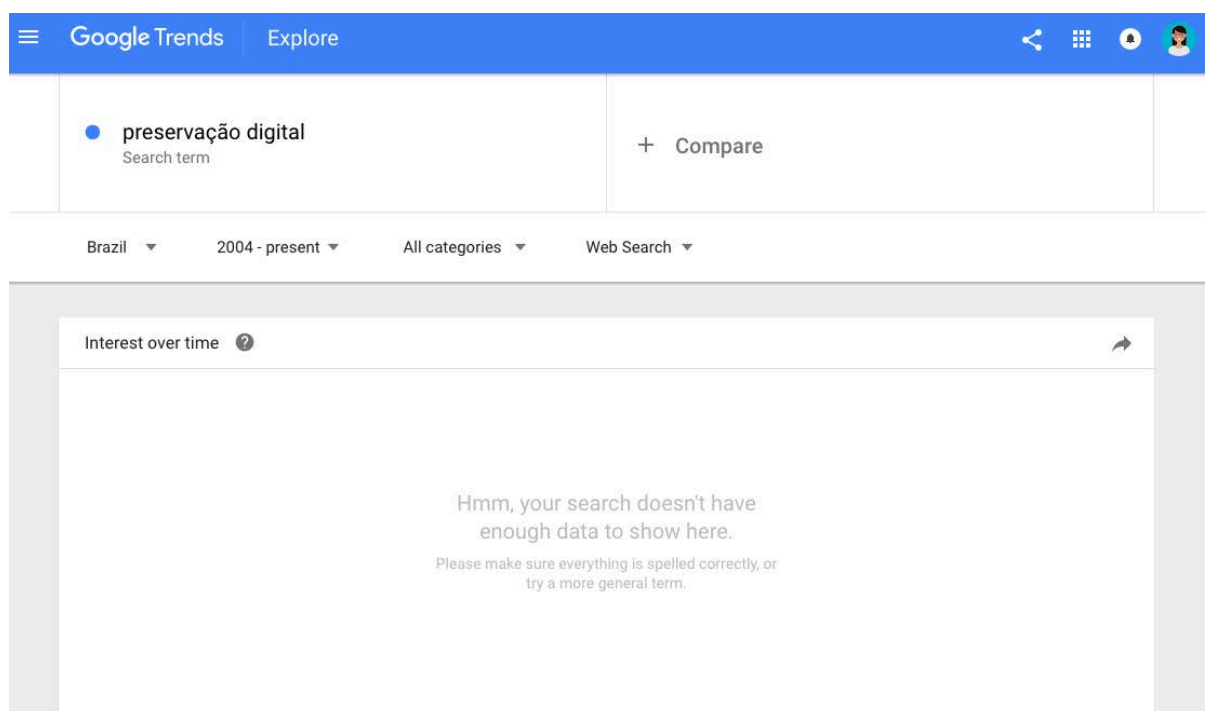 Google Trends Explore
preservação digital
Search term
+ Compare
Brazil 2004 - present All categories Web Search
Interest over time ?
Hmm, your search doesn't have
enough data to show here.
Please make sure everything is spelled correctly, or
try a more general term.